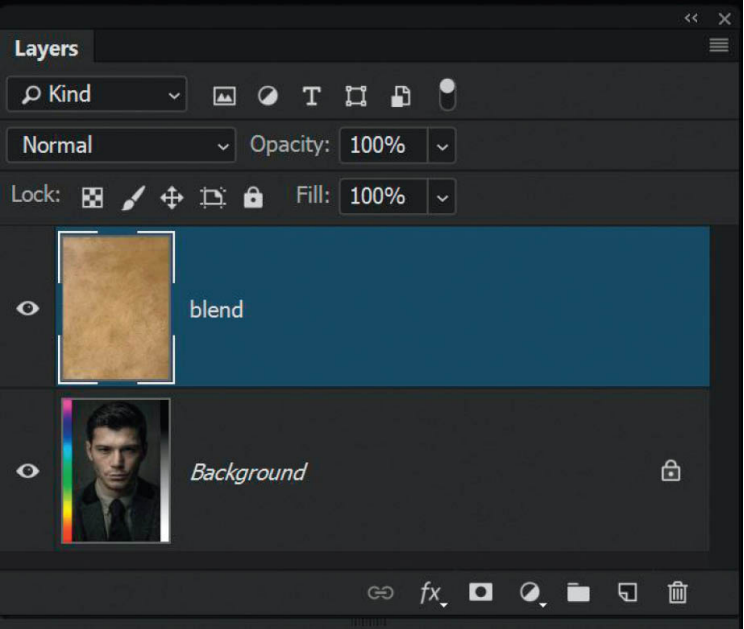 Layers
Kind
Normal Opacity: 100%
Lock: Fill: 100%
blend
Background